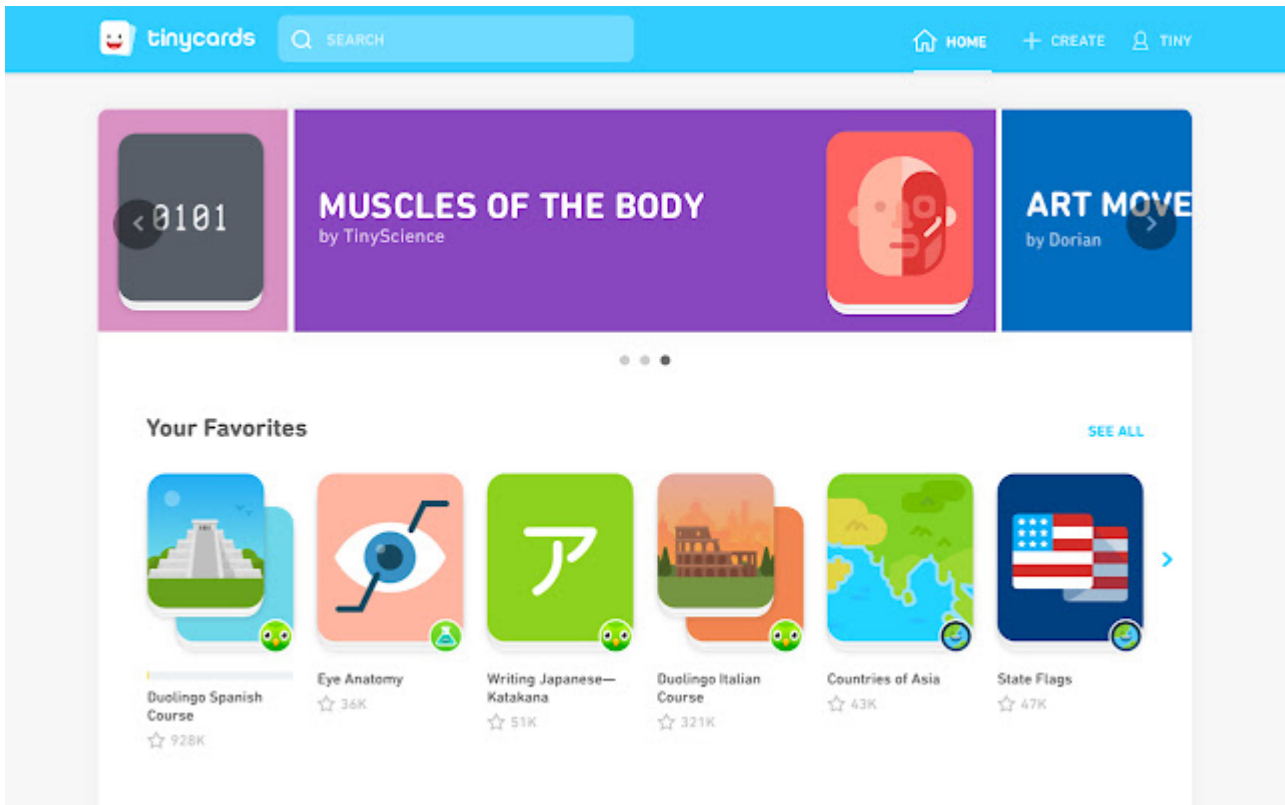 tinycards
SEARCH
HOME
CREATE
TINY
0101
MUSCLES OF THE BODY
by TinyScience
ART MOVE
by Dorian
Your Favorites
SEE ALL
ア
Duolingo Spanish
Course
928K
Eye Anatomy
36K
Writing Japanese—
Katakana
51K
Duolingo Italian
Course
321K
Countries of Asia
43K
State Flags
47K